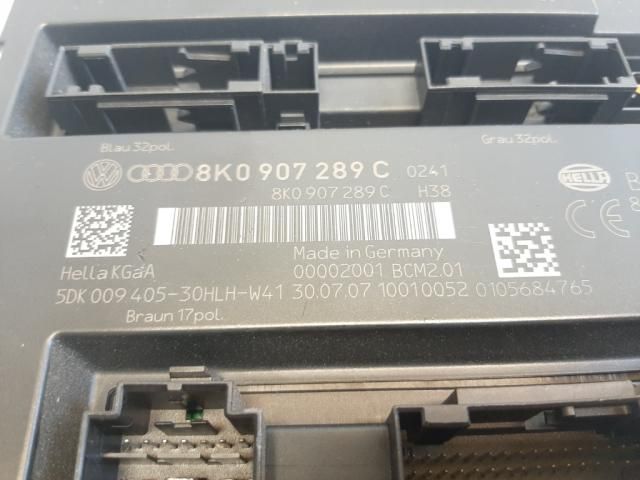 Blau 32pol.
Grau 32pol.
8K0 907 289 C 0241
HELLA
8K0 907 289 C H38
Made in Germany
Hella KGaA
00002001 BCM2.01
5DK 009 405-30HLH-W41 30.07.07 10010052 0105684765
Braun 17pol.